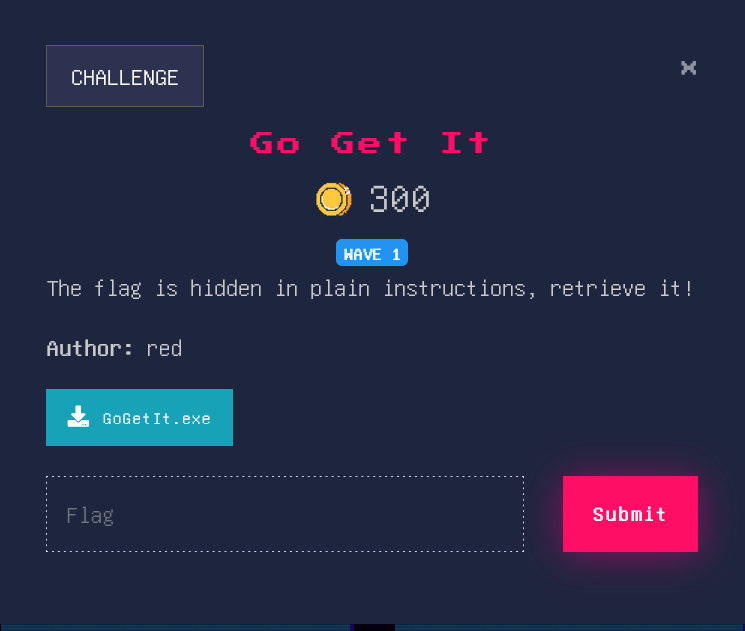 CHALLENGE
×
Go Get It
300
WAVE 1
The flag is hidden in plain instructions, retrieve it!
Author: red
GoGetIt.exe
Flag
Submit